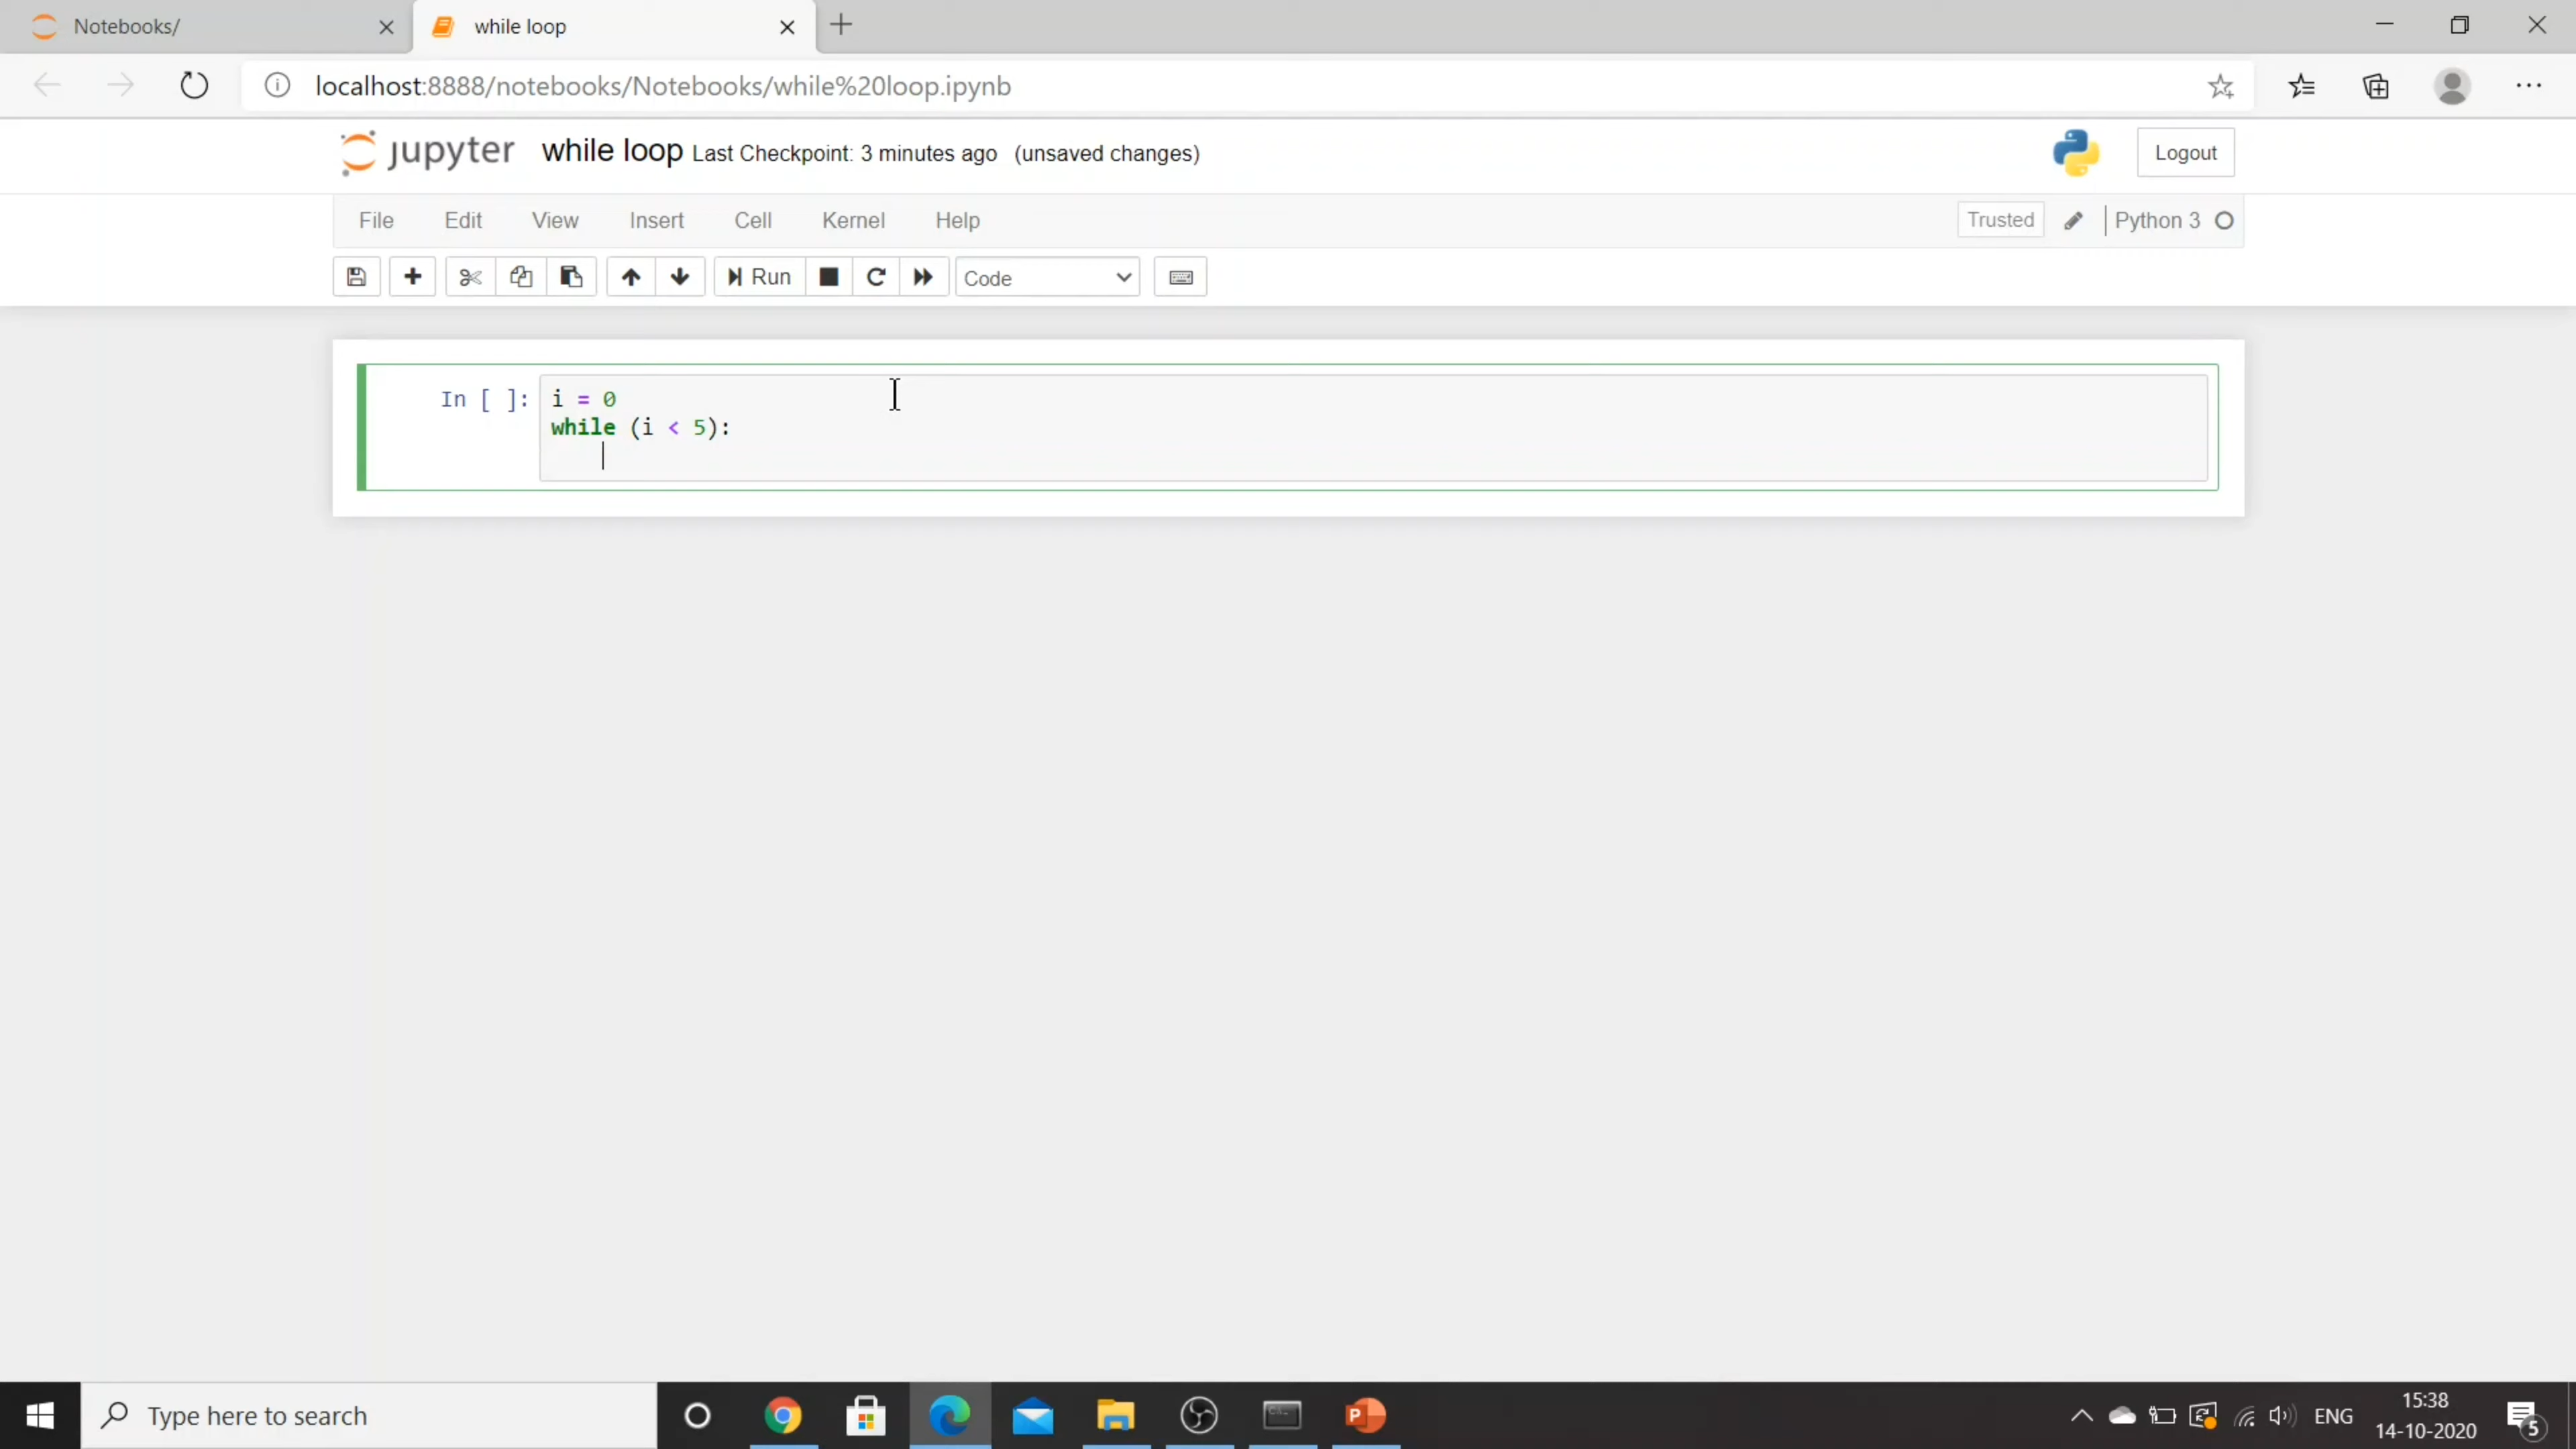 Notebooks/
while loop
localhost:8888/notebooks/Notebooks/while%20loop.ipynb
jupyter while loop Last Checkpoint: 3 minutes ago (unsaved changes) Logout
File Edit View Insert Cell Kernel Help Trusted Python 3
Run Code
In [ ]: i = 0
while (i < 5):
Type here to search
P
ENG
15:38
14-10-2020
5